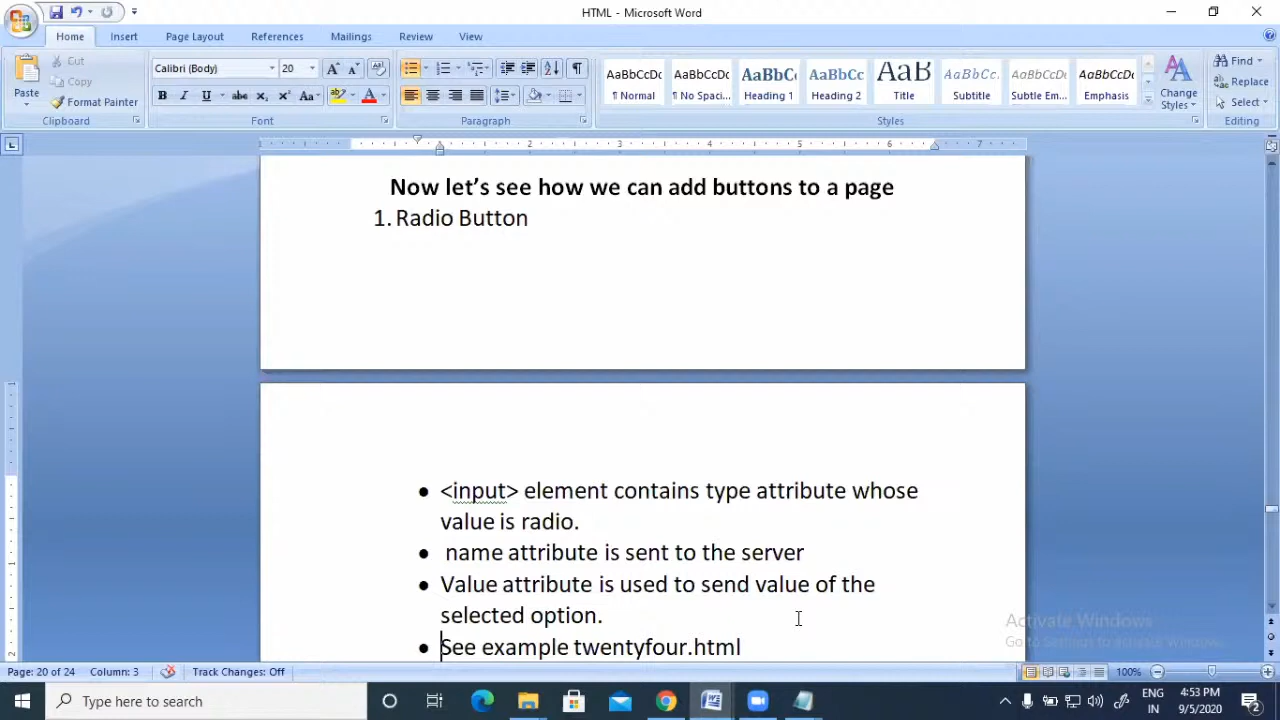 HTML - Microsoft Word
Home Insert Page Layout References Mailings Review View
Cut
Copy
Paste
Format Painter
Clipboard
Calibri (Body) 20
Font
Paragraph
AaBbCcDc AaBbCcDc AaBbC AaBbCc AaB AaBbCc. AaBbCcDc AaBbCcDc
¶ Normal ¶ No Spaci... Heading 1 Heading 2 Title Subtitle Subtle Em... Emphasis
Change Styles
Styles
Find
Replace
Select
Editing
Now let's see how we can add buttons to a page
1. Radio Button
• <input> element contains type attribute whose
value is radio.
• name attribute is sent to the server
• Value attribute is used to send value of the
selected option.
• See example twentyfour.html
Activate Windows
Go to Settings to activate Windows.
Page: 20 of 24 Column: 3 Track Changes: Off 100%
Type here to search
ENG
IN
4:53 PM
9/5/2020
2